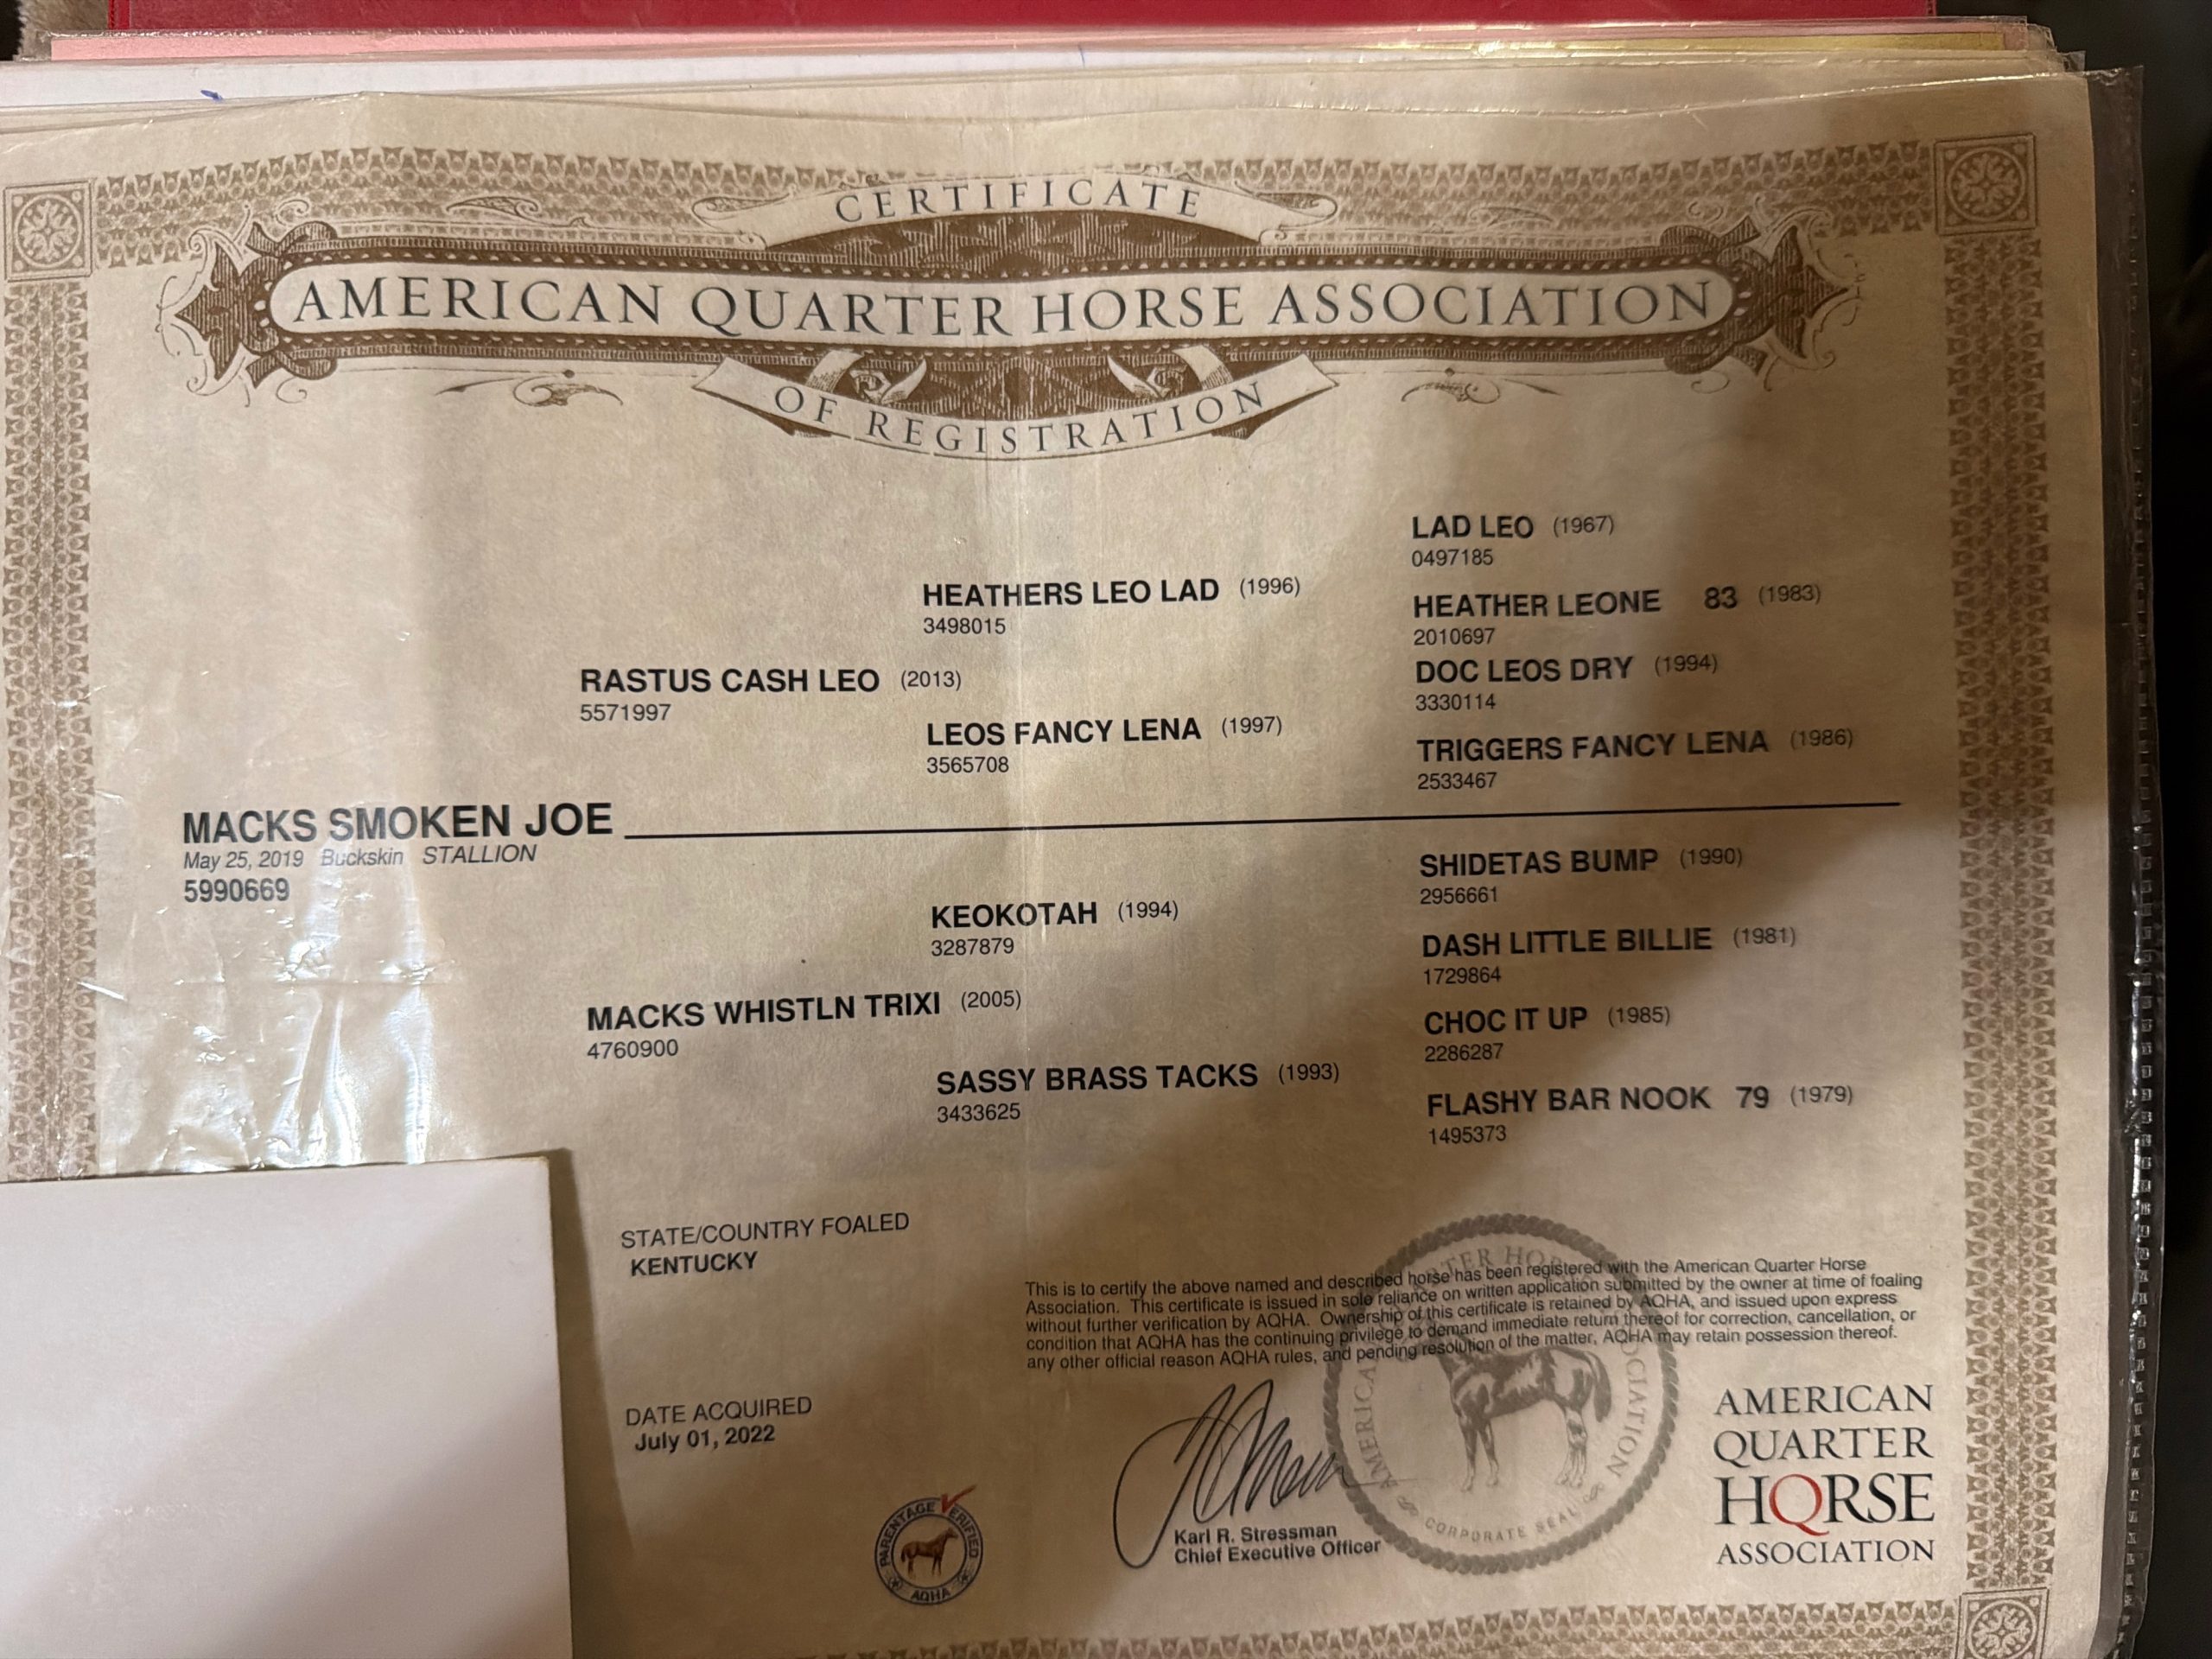 CERTIFICATE
AMERICAN QUARTER HORSE ASSOCIATION
OF REGISTRATION
LAD LEO (1967)
0497185
HEATHERS LEO LAD (1996)
3498015
HEATHER LEONE 83 (1983)
2010697
RASTUS CASH LEO (2013)
5571997
DOC LEOS DRY (1994)
3330114
LEOS FANCY LENA (1997)
3565708
TRIGGERS FANCY LENA (1986)
2533467
MACKS SMOKEN JOE
May 25, 2019 Buckskin STALLION
5990669
SHIDETAS BUMP (1990)
2956661
KEOKOTAH (1994)
3287879
DASH LITTLE BILLIE (1981)
1729864
MACKS WHISTLN TRIXI (2005)
4760900
CHOC IT UP (1985)
2286287
SASSY BRASS TACKS (1993)
3433625
FLASHY BAR NOOK 79 (1979)
1495373
STATE/COUNTRY FOALED
KENTUCKY
This is to certify the above named and described horse has been registered with the American Quarter Horse
Association. This certificate is issued in sole reliance on written application submitted by the owner at time of foaling
without further verification by AQHA. Ownership of this certificate is retained by AQHA, and issued upon express
condition that AQHA has the continuing privilege to demand immediate return thereof for correction, cancellation, or
any other official reason AQHA rules, and pending resolution of the matter, AQHA may retain possession thereof.
DATE ACQUIRED
July 01, 2022
PARENTAGE VERIFIED
AQHA
Karl R. Stressman
Chief Executive Officer
AMERICAN QUARTER HORSE ASSOCIATION
CORPORATE SEAL
AMERICAN
QUARTER
HORSE
ASSOCIATION